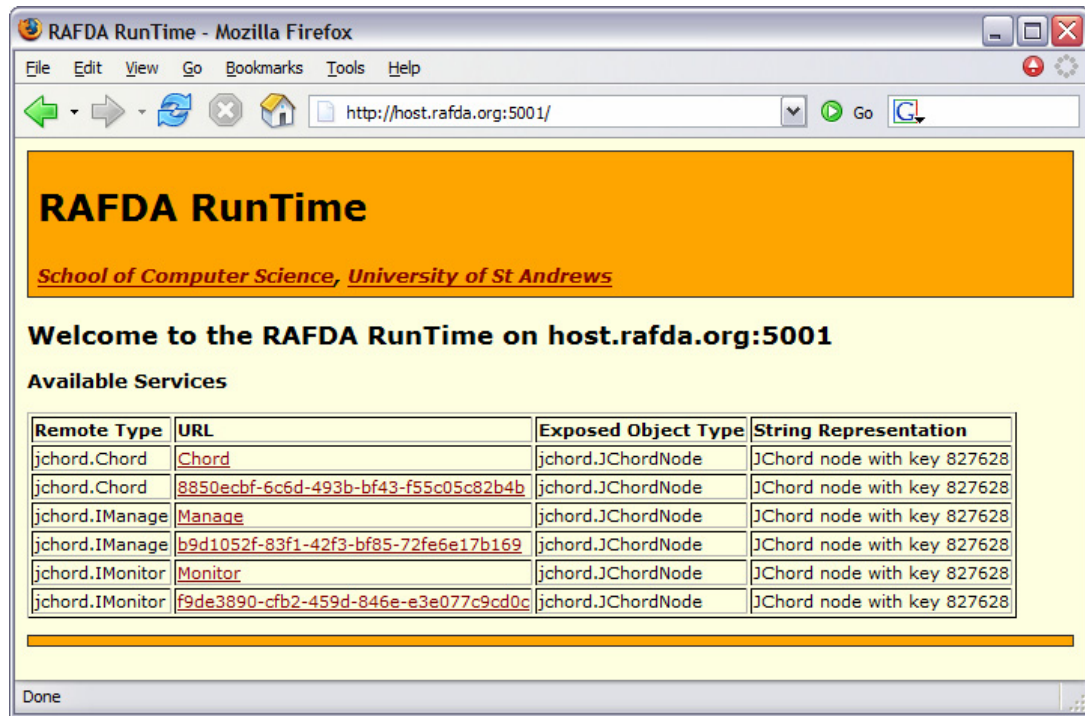 RAFDA RunTime - Mozilla Firefox
File Edit View Go Bookmarks Tools Help
http://host.rafda.org:5001/ Go G
RAFDA RunTime
School of Computer Science, University of St Andrews
Welcome to the RAFDA RunTime on host.rafda.org:5001
Available Services
Remote Type URL Exposed Object Type String Representation
jchord.Chord Chord jchord.JChordNode JChord node with key 827628
jchord.Chord 8850ecbf-6c6d-493b-bf43-f55c05c82b4b jchord.JChordNode JChord node with key 827628
jchord.IManage Manage jchord.JChordNode JChord node with key 827628
jchord.IManage b9d1052f-83f1-42f3-bf85-72fe6e17b169 jchord.JChordNode JChord node with key 827628
jchord.IMonitor Monitor jchord.JChordNode JChord node with key 827628
jchord.IMonitor f9de3890-cfb2-459d-846e-e3e077c9cd0c jchord.JChordNode JChord node with key 827628
Done